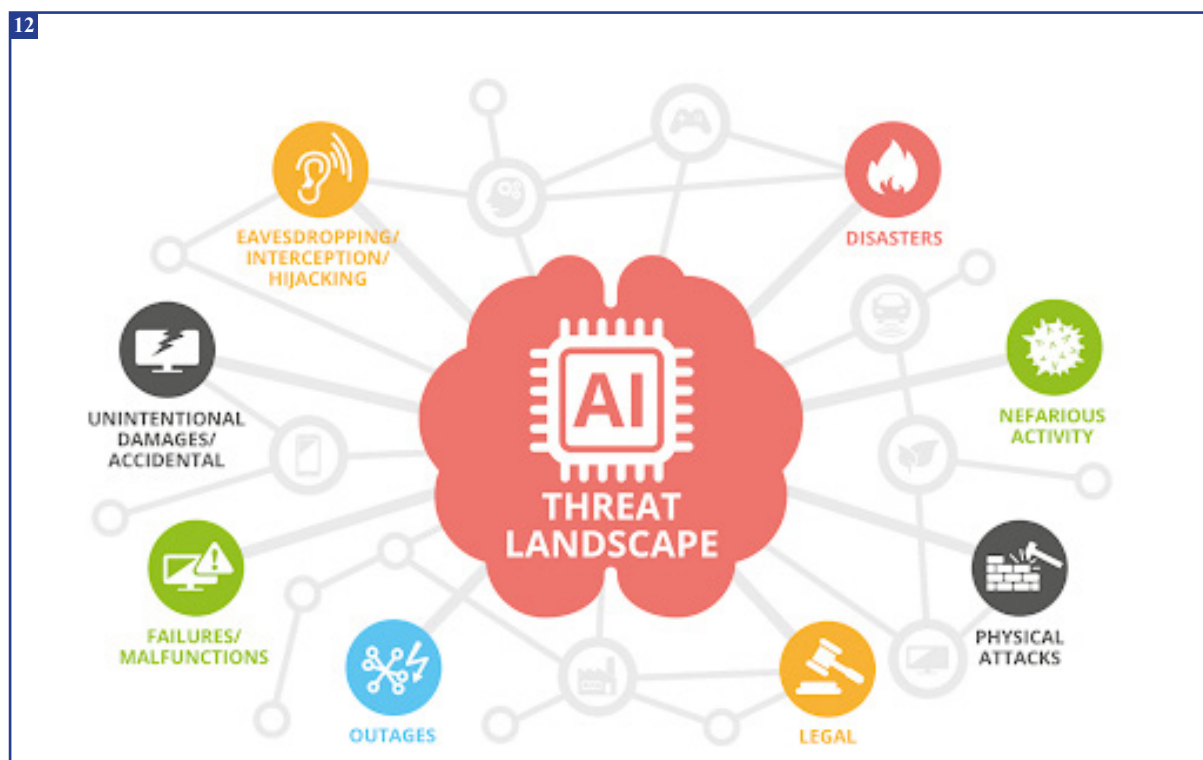 12
EAVESDROPPING/
INTERCEPTION/
HIJACKING
DISASTERS
UNINTENTIONAL
DAMAGES/
ACCIDENTAL
NEFARIOUS
ACTIVITY
AI
THREAT
LANDSCAPE
FAILURES/
MALFUNCTIONS
PHYSICAL
ATTACKS
OUTAGES
LEGAL